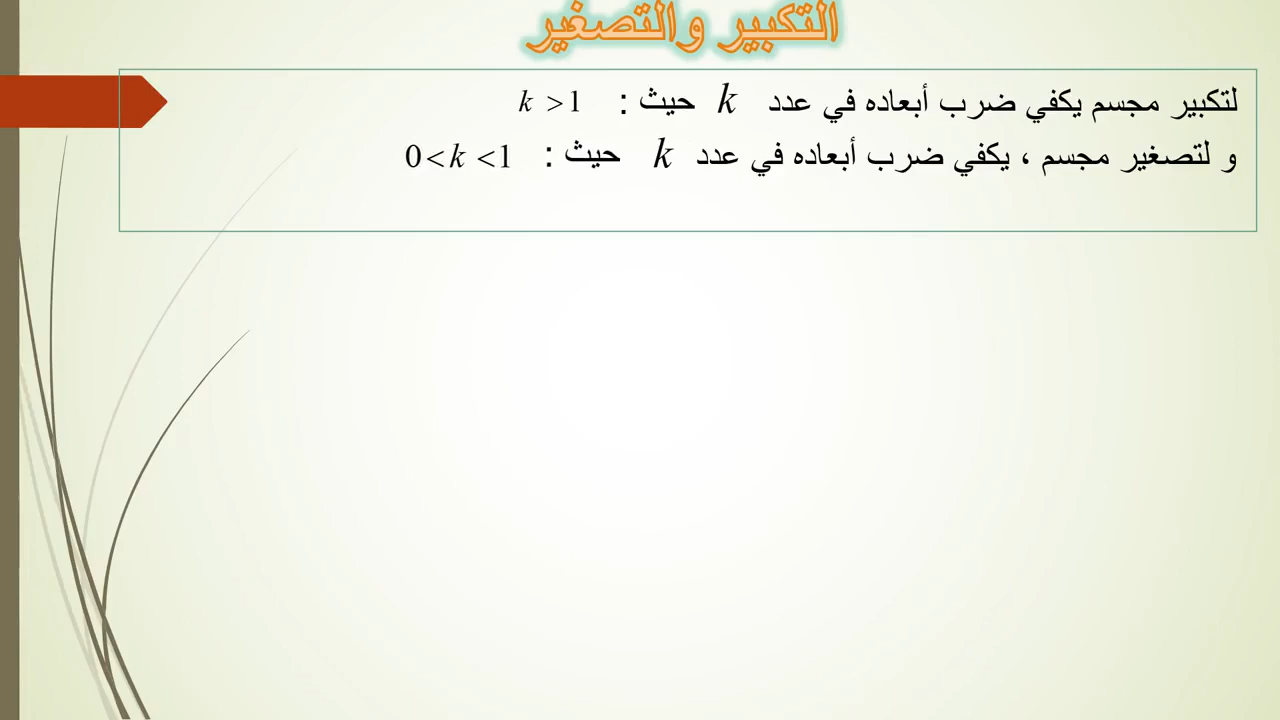 التكبير والتصغير
لتكبير مجسم يكفي ضرب أبعاده في عدد k حيث : k >1
و لتصغير مجسم ، يكفي ضرب أبعاده في عدد k حيث : 0<k <1